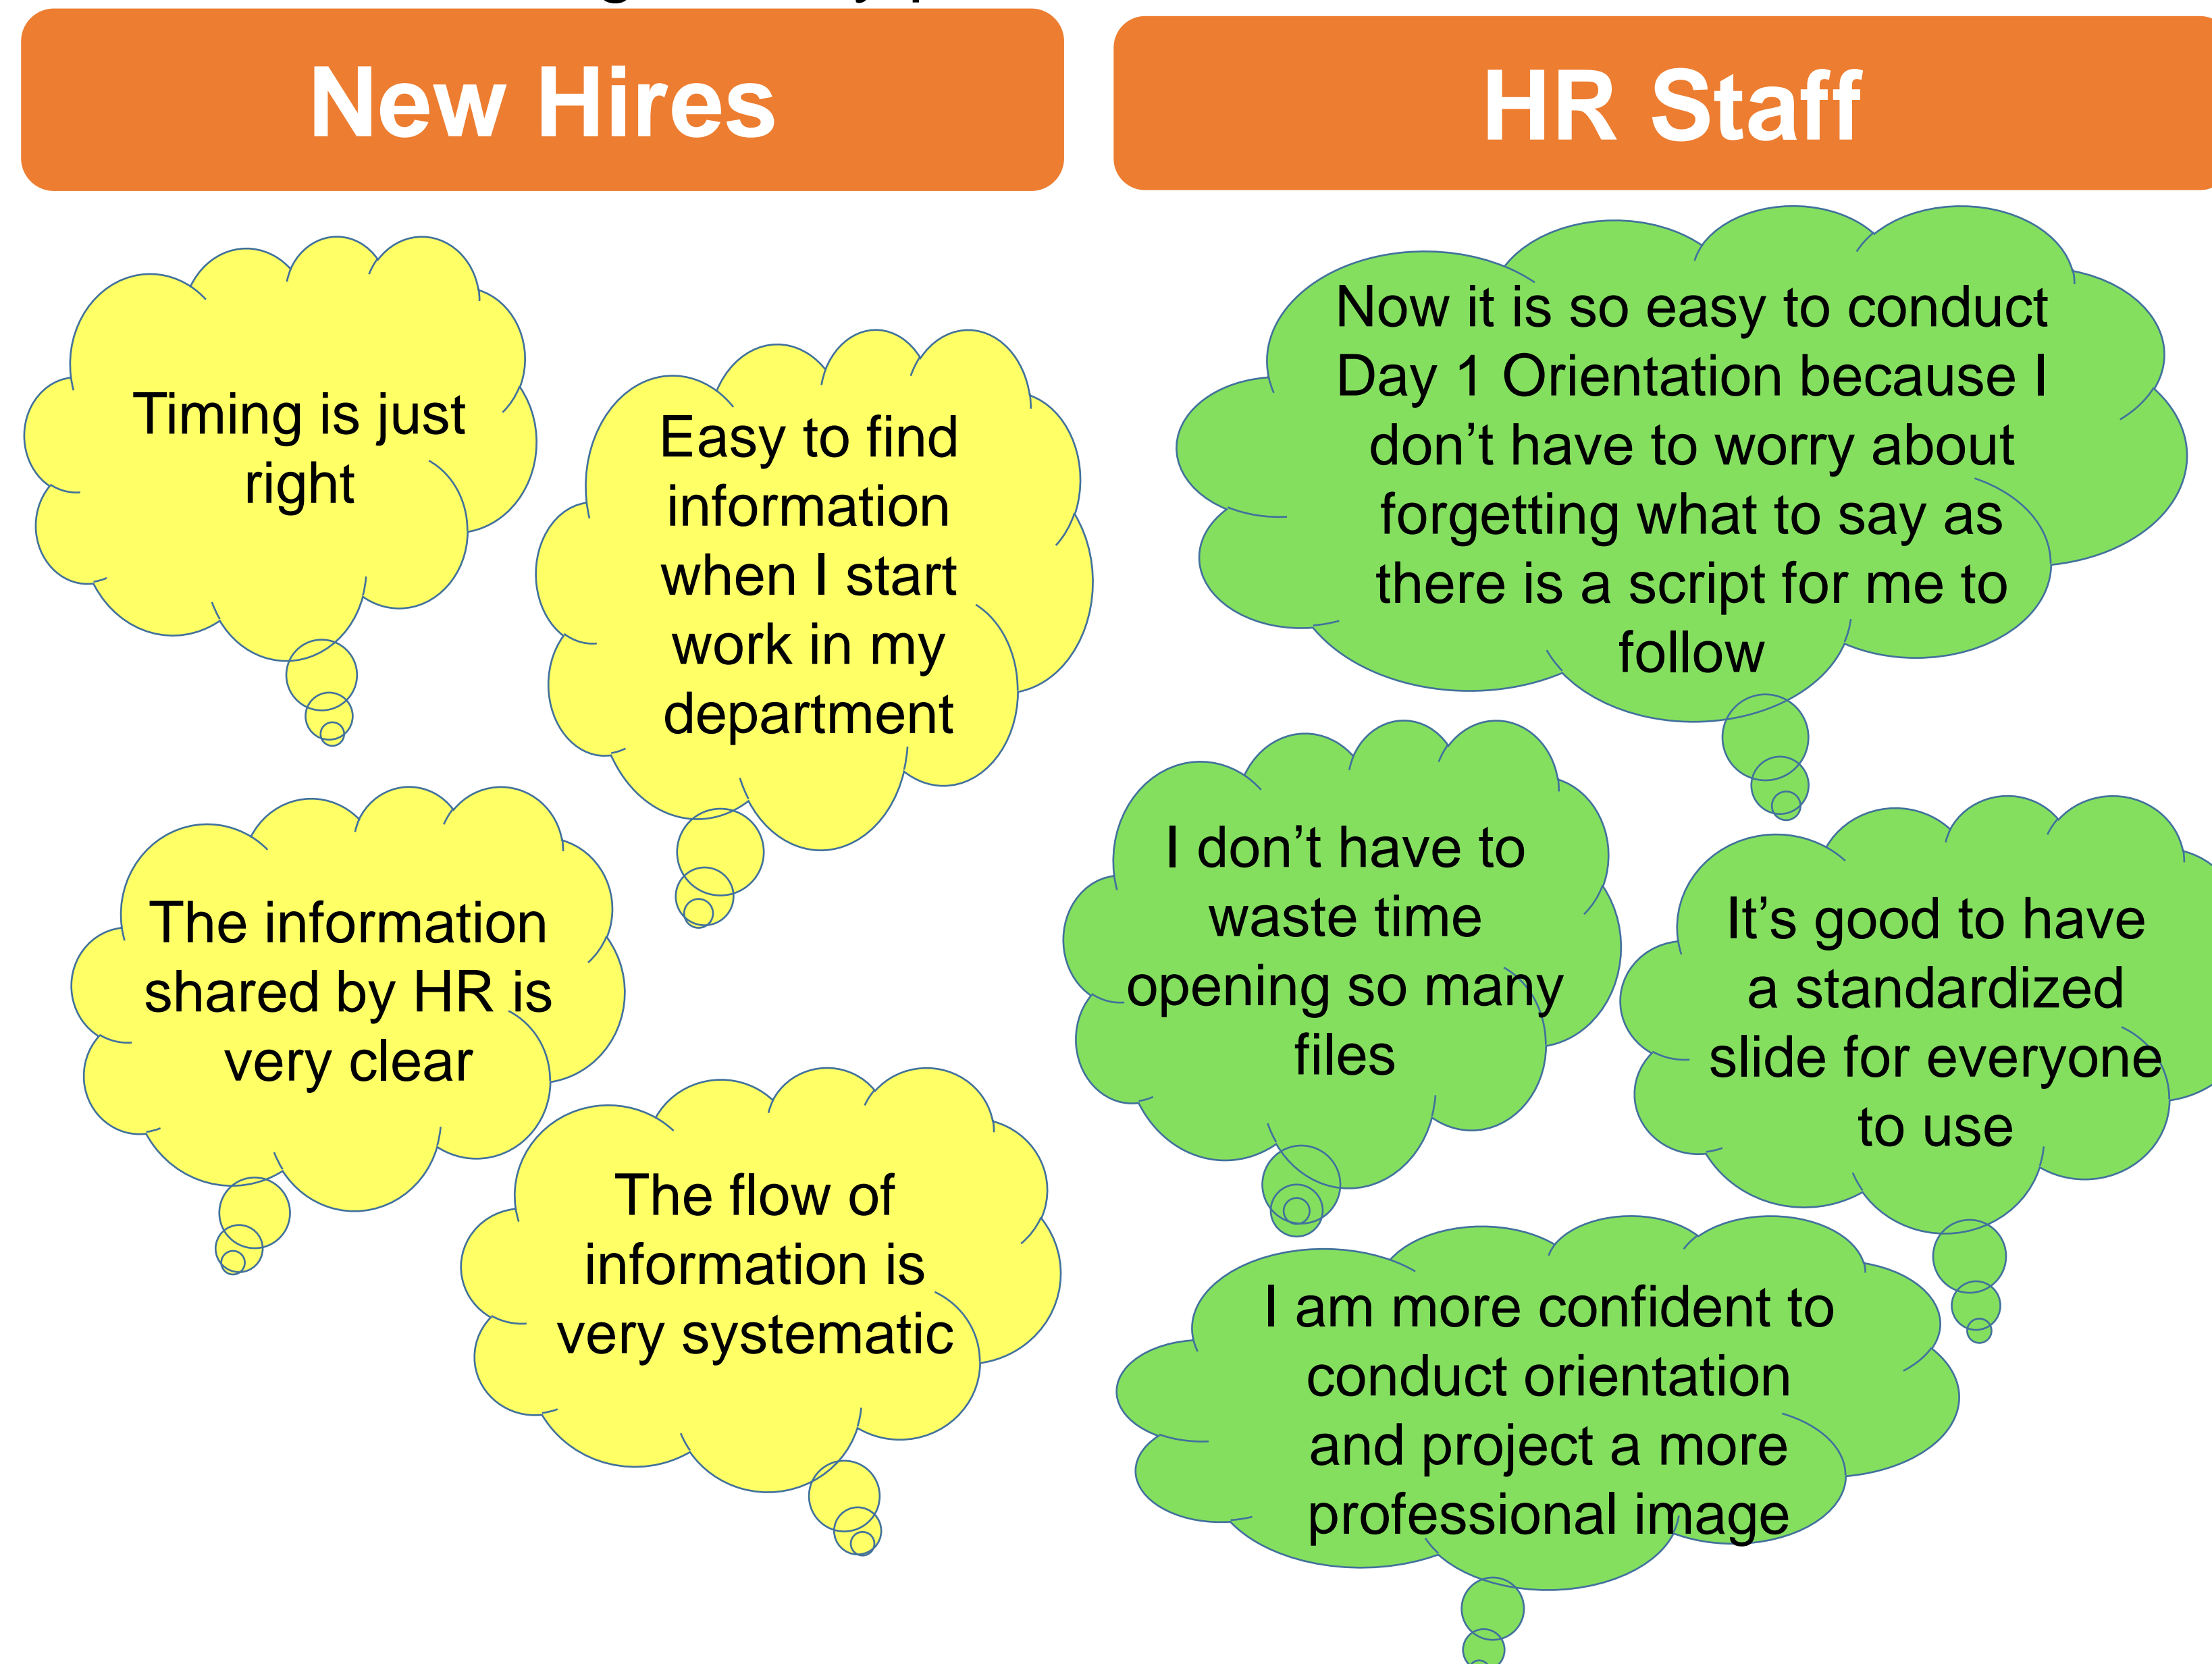 New Hires
Timing is just
right
Easy to find
information
when I start
work in my
department
The information
shared by HR is
very clear
The flow of
information is
very systematic
HR Staff
Now it is so easy to conduct
Day 1 Orientation because I
don’t have to worry about
forgetting what to say as
there is a script for me to
follow
I don’t have to
waste time
opening so many
files
It’s good to have
a standardized
slide for everyone
to use
I am more confident to
conduct orientation
and project a more
professional image